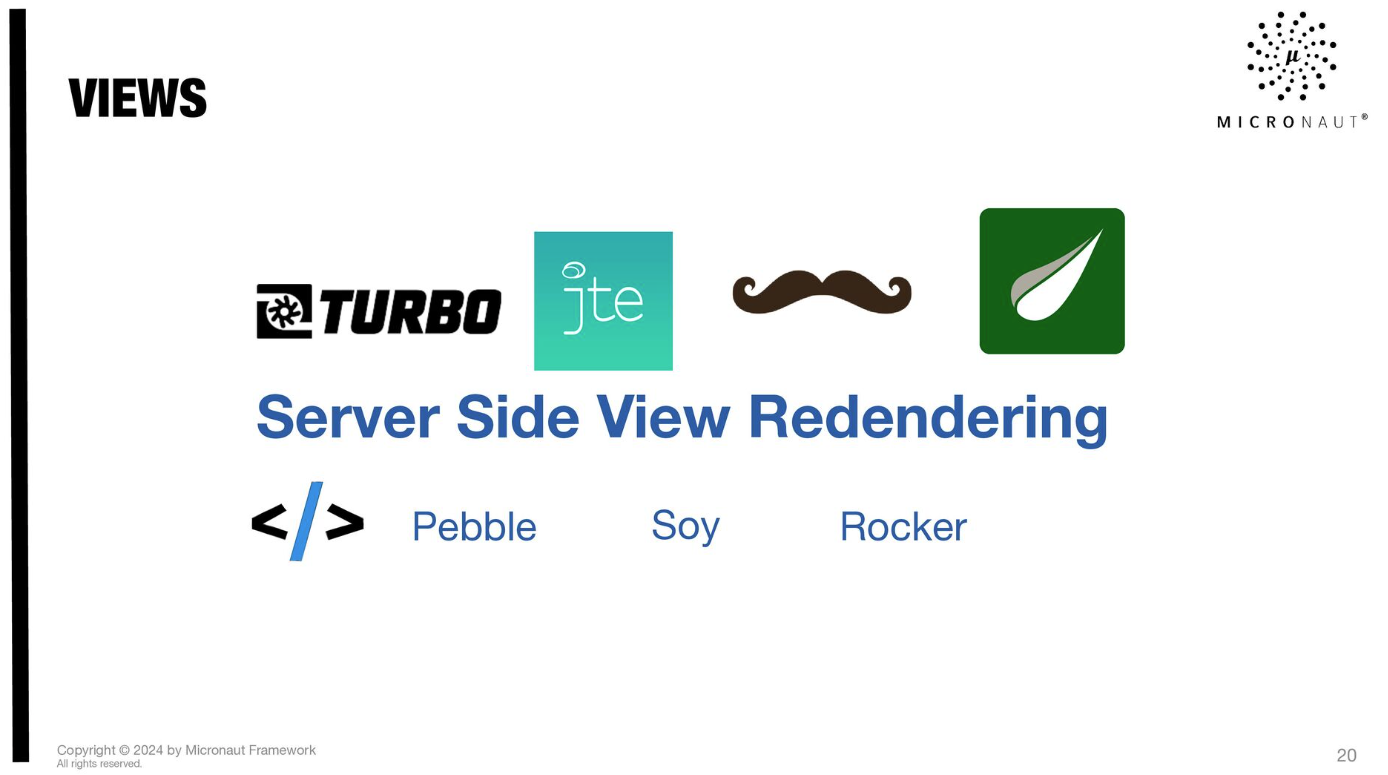 VIEWS
μ
MICRONAUT®
TURBO
jte
Server Side View Redendering
</>
Pebble
Soy
Rocker
Copyright © 2024 by Micronaut Framework
All rights reserved.
20